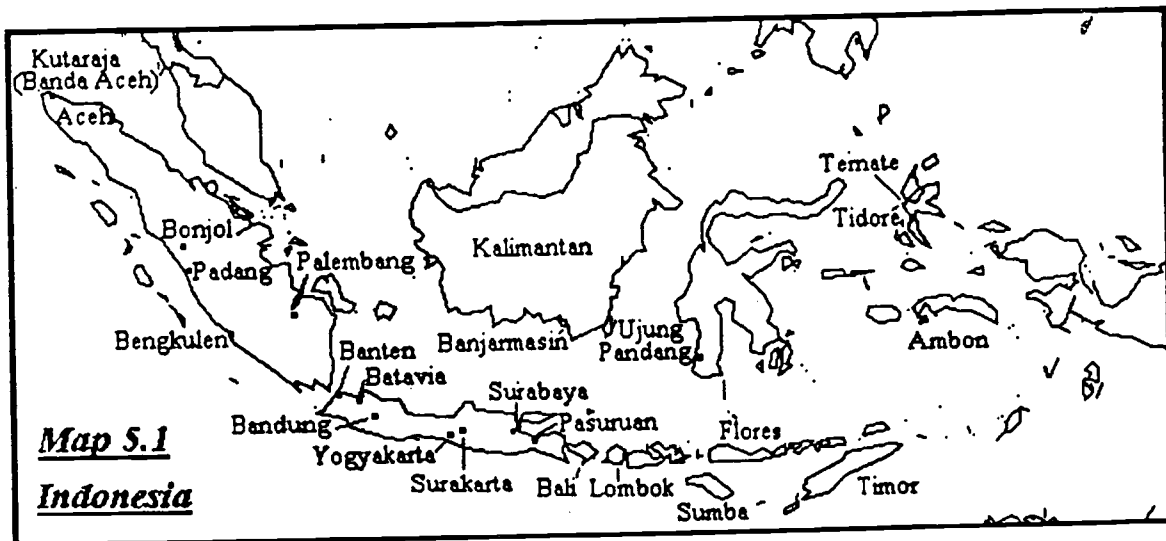 Kutaraja
(Banda Aceh)
Aceh
Ternate
Tidore
Bonjol
Kalimantan
Padang
Palembang
Bengkulen
Banjarmasin
Ujung
Pandang
Ambon
Banten
Batavia
Surabaya
Bandung
Pasuruan
Flores
Map 5.1
Yogyakarta
Surakarta
Bali
Lombok
Timor
Indonesia
Sumba